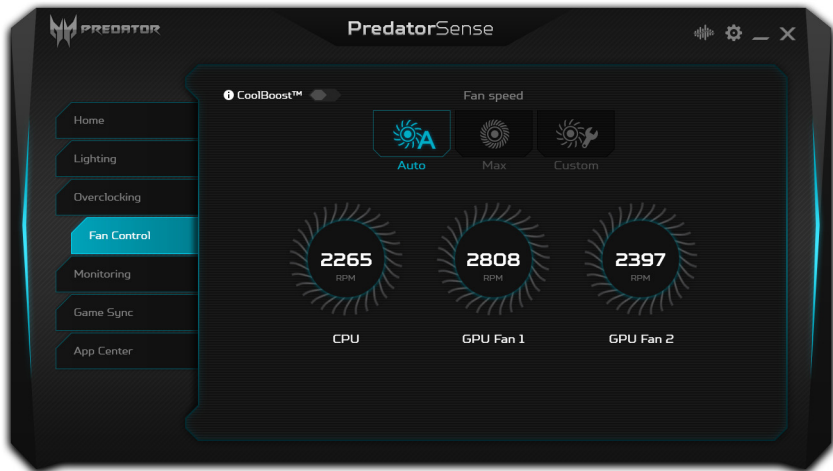 PREDATOR
PredatorSense
CoolBoost™
Fan speed
Home
Lighting
Overclocking
Fan Control
Monitoring
Game Sync
App Center
Auto
Max
Custom
2265
RPM
CPU
2808
RPM
GPU Fan 1
2397
RPM
GPU Fan 2